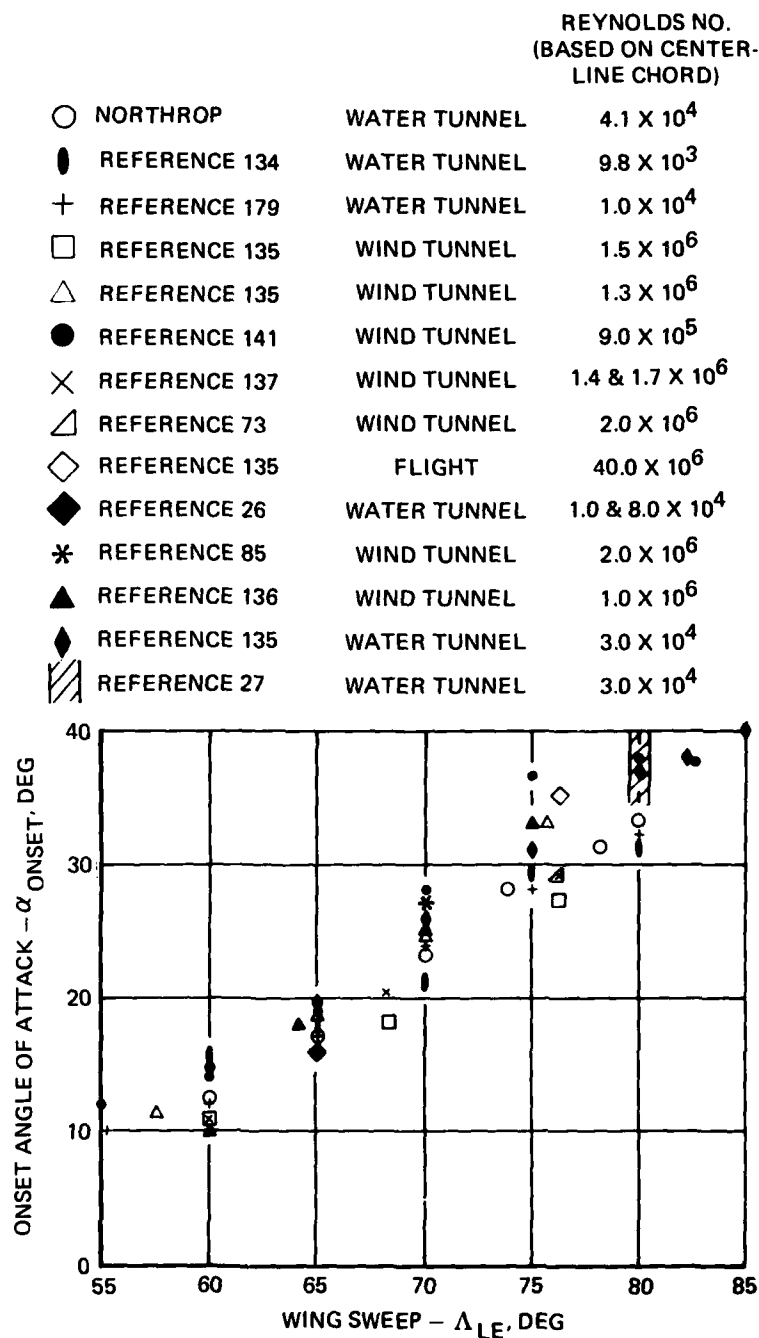 REYNOLDS NO.
(BASED ON CENTER-
LINE CHORD)
NORTHROP WATER TUNNEL 4.1 X 10^4
REFERENCE 134 WATER TUNNEL 9.8 X 10^3
REFERENCE 179 WATER TUNNEL 1.0 X 10^4
REFERENCE 135 WIND TUNNEL 1.5 X 10^6
REFERENCE 135 WIND TUNNEL 1.3 X 10^6
REFERENCE 141 WIND TUNNEL 9.0 X 10^5
REFERENCE 137 WIND TUNNEL 1.4 & 1.7 X 10^6
REFERENCE 73 WIND TUNNEL 2.0 X 10^6
REFERENCE 135 FLIGHT 40.0 X 10^6
REFERENCE 26 WATER TUNNEL 1.0 & 8.0 X 10^4
REFERENCE 85 WIND TUNNEL 2.0 X 10^6
REFERENCE 136 WIND TUNNEL 1.0 X 10^6
REFERENCE 135 WATER TUNNEL 3.0 X 10^4
REFERENCE 27 WATER TUNNEL 3.0 X 10^4
ONSET ANGLE OF ATTACK – α ONSET, DEG
40
30
20
10
0
55 60 65 70 75 80 85
WING SWEEP – Λ LE, DEG